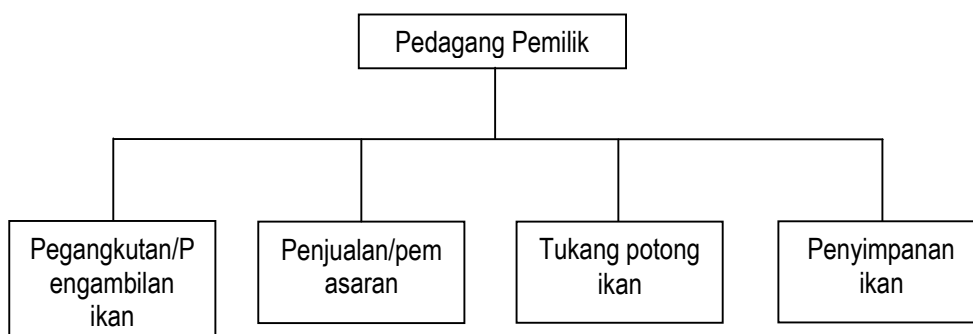 Pedagang Pemilik
Pegangkutan/P
engambilan
ikan
Penjualan/pem
asaran
Tukang potong
ikan
Penyimpanan
ikan